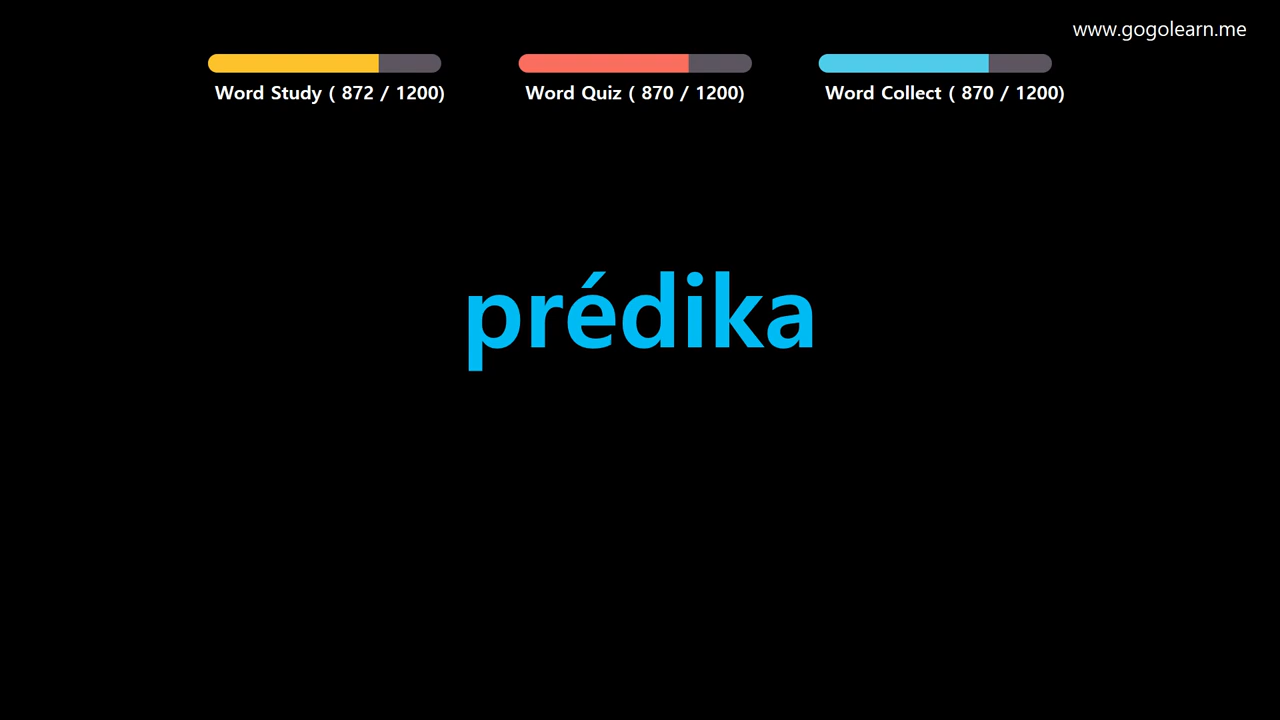 www.gogolearn.me
Word Study ( 872 / 1200)
Word Quiz ( 870 / 1200)
Word Collect ( 870 / 1200)
prédika